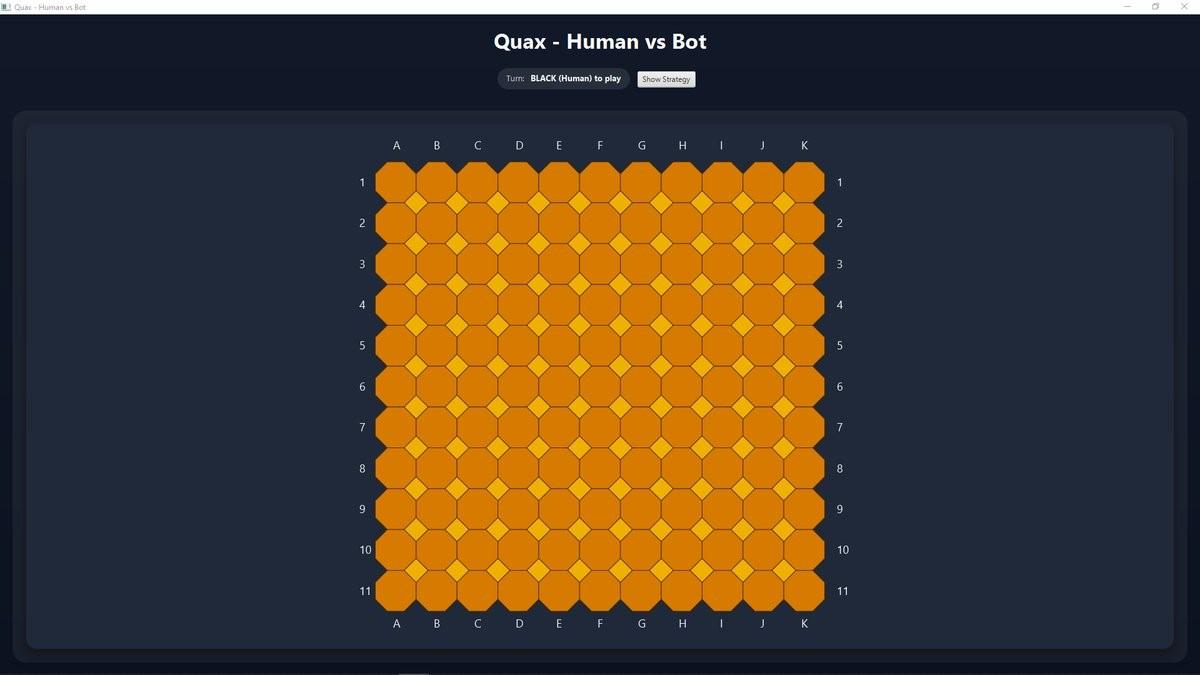 Quax - Human vs Bot
Quax - Human vs Bot
Turn: BLACK (Human) to play Show Strategy
A B C D E F G H I J K
1 1
2 2
3 3
4 4
5 5
6 6
7 7
8 8
9 9
10 10
11 11
A B C D E F G H I J K